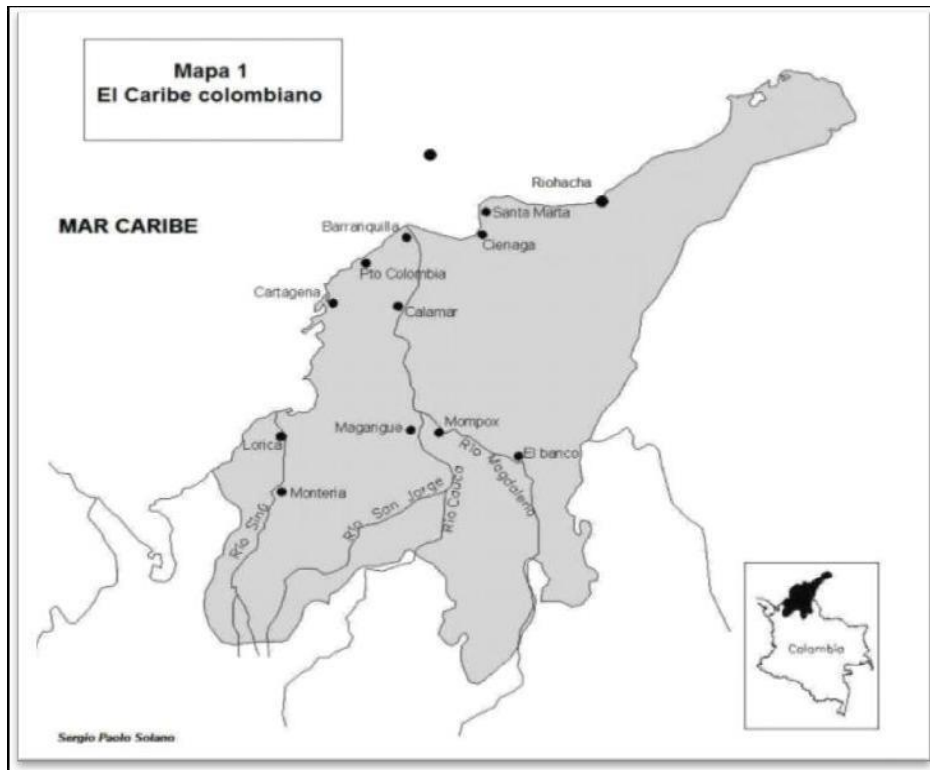 Mapa 1
El Caribe colombiano
Riohacha
MAR CARIBE
Santa Marta
Barranquilla
Cienaga
Pto Colombia
Cartagena
Calamar
Magangue
Mompox
Lorica
El banco
Río Magdalena
Monteria
Río San Jorge
Río Cauca
Río Sinú
Colombia
Sergio Paolo Solano